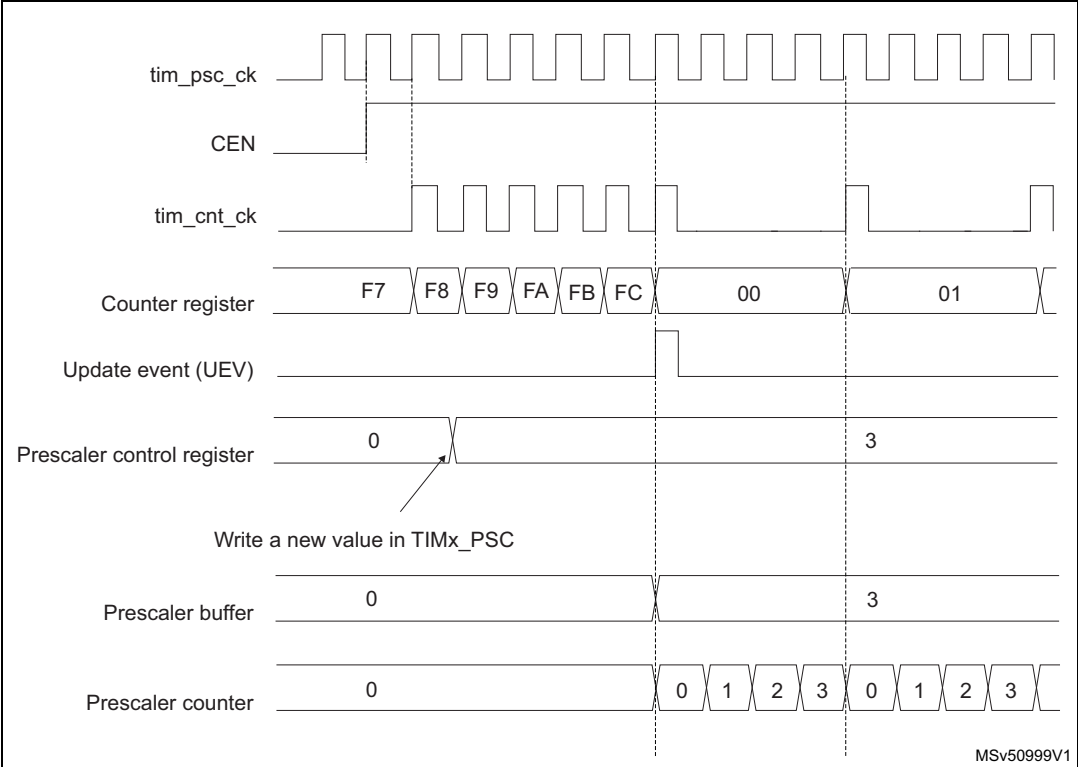 tim_psc_ck
CEN
tim_cnt_ck
Counter register F7 F8 F9 FA FB FC 00 01
Update event (UEV)
Prescaler control register 0 3
Write a new value in TIMx_PSC
Prescaler buffer 0 3
Prescaler counter 0 0 1 2 3 0 1 2 3
MSv50999V1